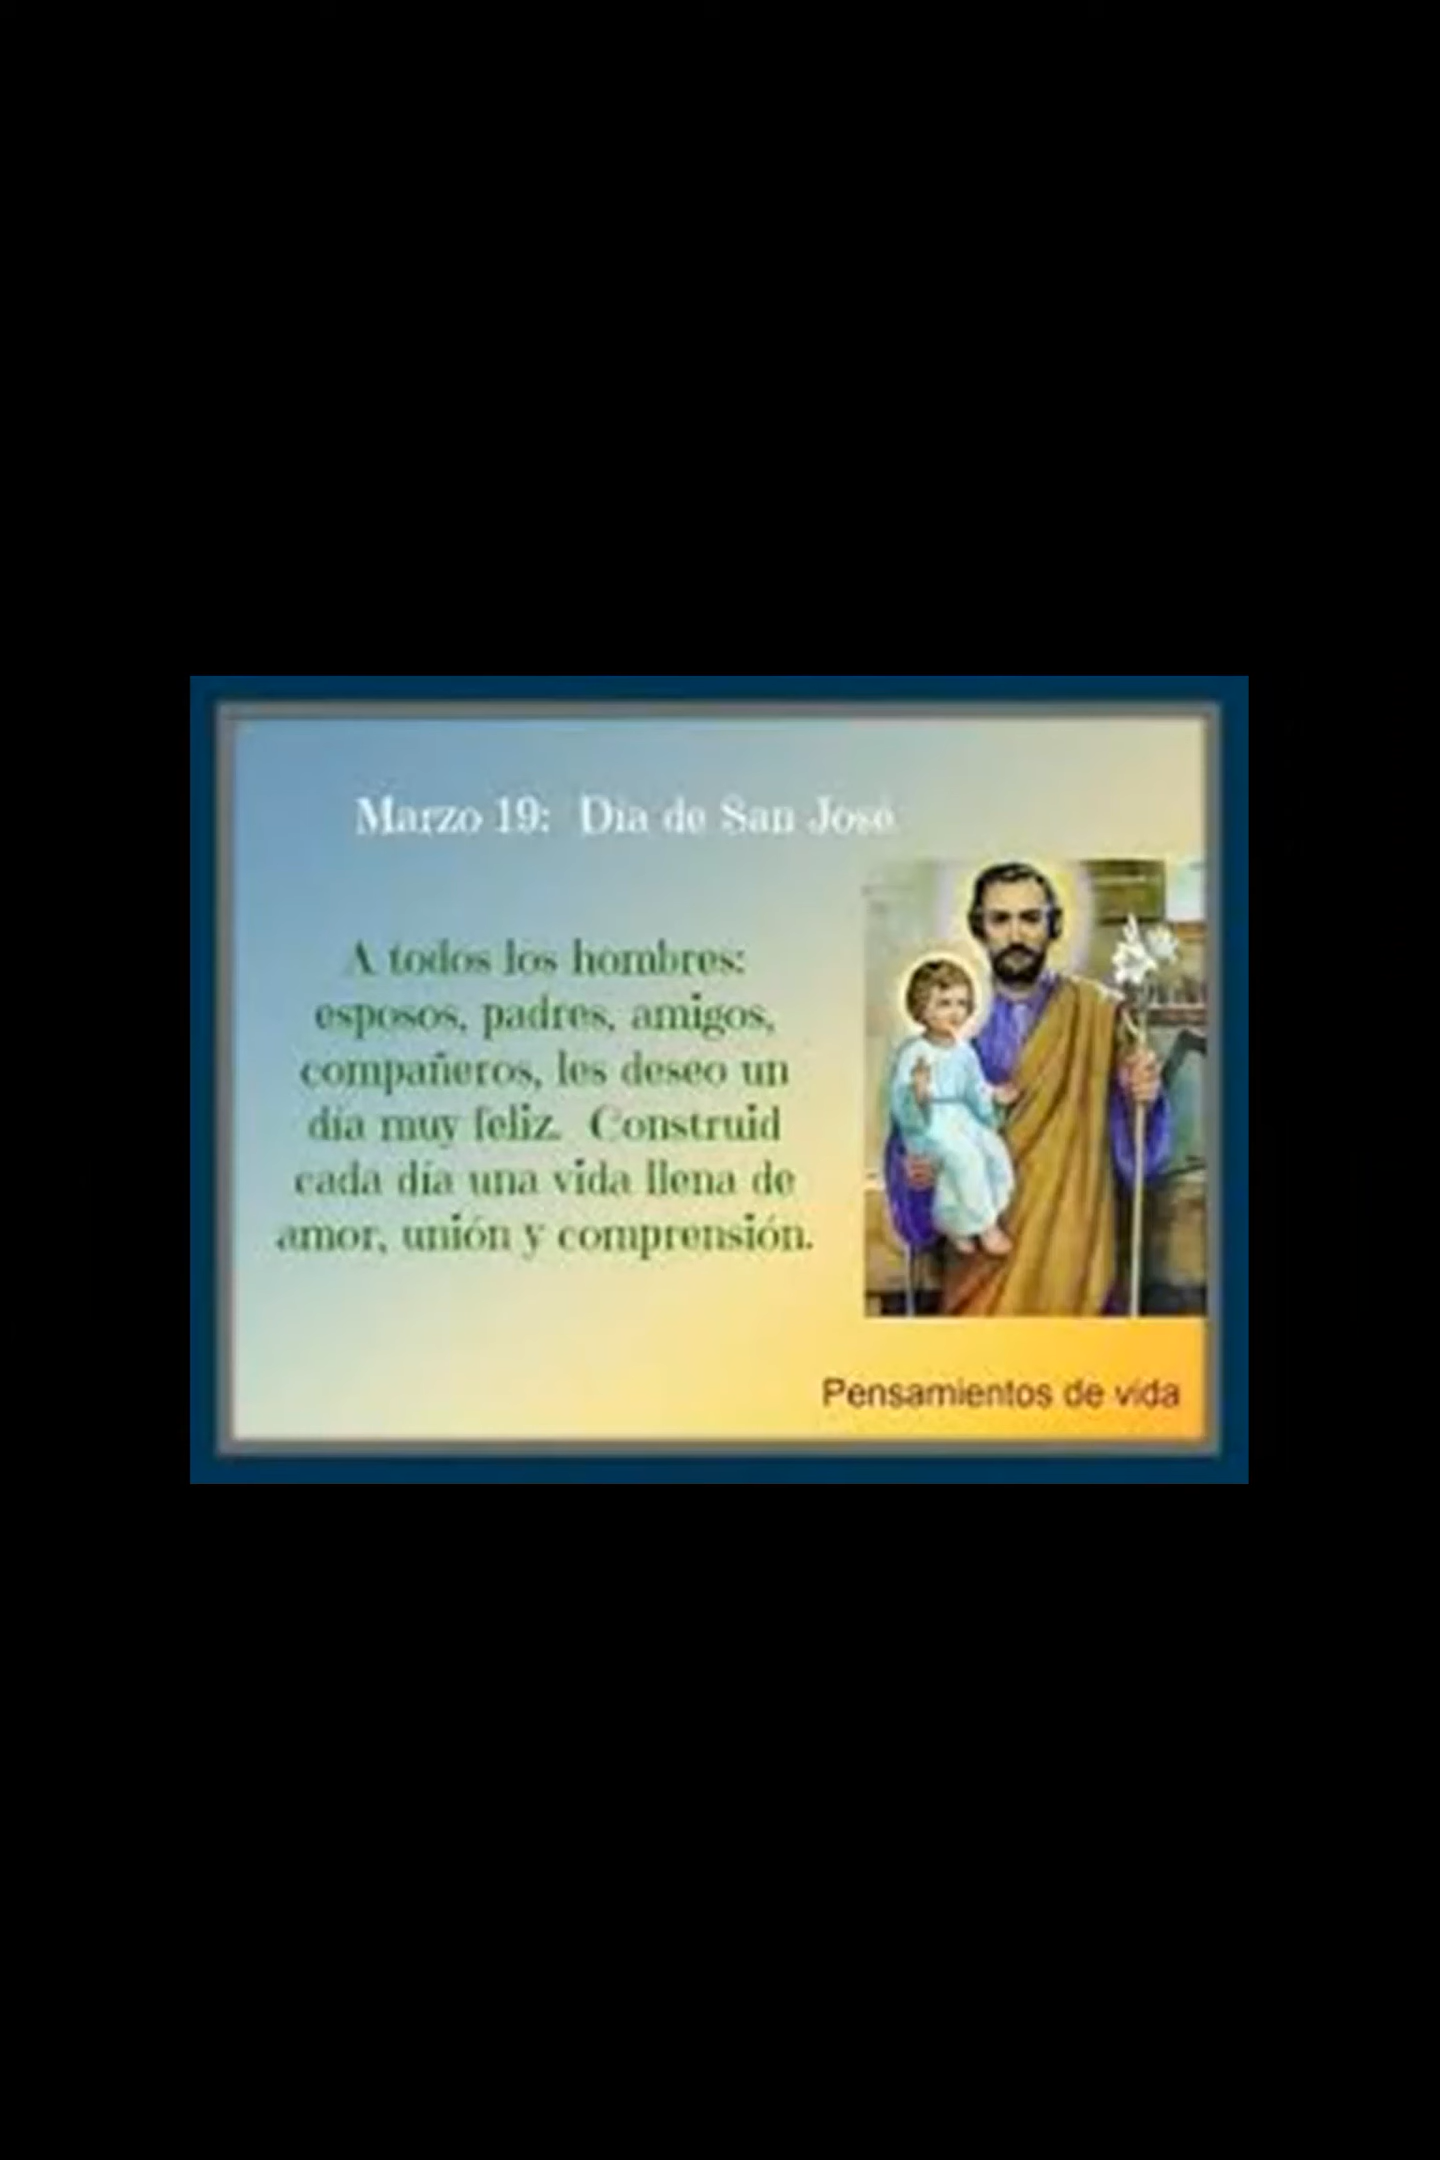 Marzo 19: Día de San José
A todos los hombres:
esposos, padres, amigos,
compañeros, les deseo un
día muy feliz. Construid
cada día una vida llena de
amor, unión y comprensión.
Pensamientos de vida